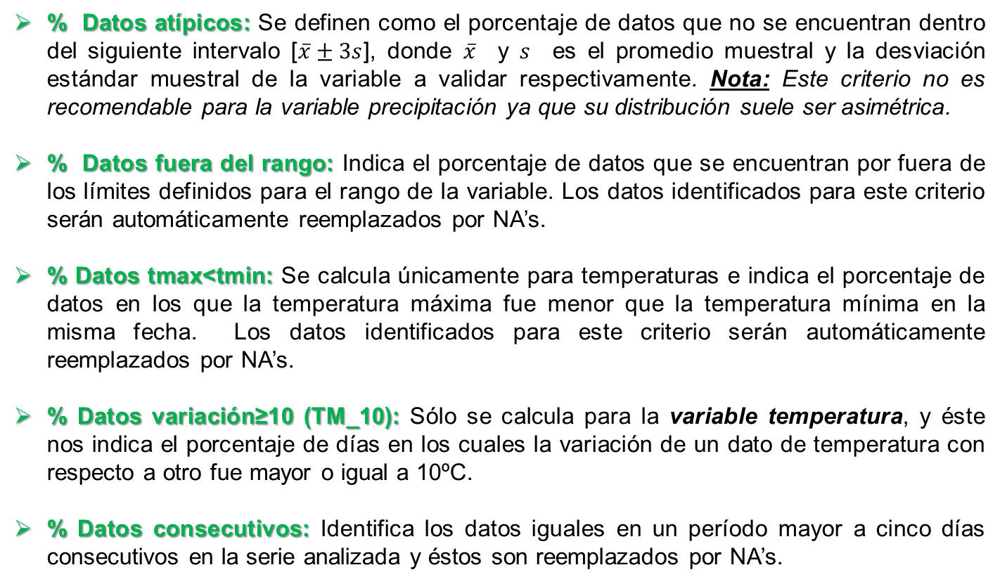 ➢ % Datos atípicos: Se definen como el porcentaje de datos que no se encuentran dentro
del siguiente intervalo [x̄ ± 3s], donde x̄ y s es el promedio muestral y la desviación
estándar muestral de la variable a validar respectivamente. Nota: Este criterio no es
recomendable para la variable precipitación ya que su distribución suele ser asimétrica.
➢ % Datos fuera del rango: Indica el porcentaje de datos que se encuentran por fuera de
los límites definidos para el rango de la variable. Los datos identificados para este criterio
serán automáticamente reemplazados por NA’s.
➢ % Datos tmax<tmin: Se calcula únicamente para temperaturas e indica el porcentaje de
datos en los que la temperatura máxima fue menor que la temperatura mínima en la
misma fecha. Los datos identificados para este criterio serán automáticamente
reemplazados por NA’s.
➢ % Datos variación≥10 (TM_10): Sólo se calcula para la variable temperatura, y éste
nos indica el porcentaje de días en los cuales la variación de un dato de temperatura con
respecto a otro fue mayor o igual a 10ºC.
➢ % Datos consecutivos: Identifica los datos iguales en un período mayor a cinco días
consecutivos en la serie analizada y éstos son reemplazados por NA’s.